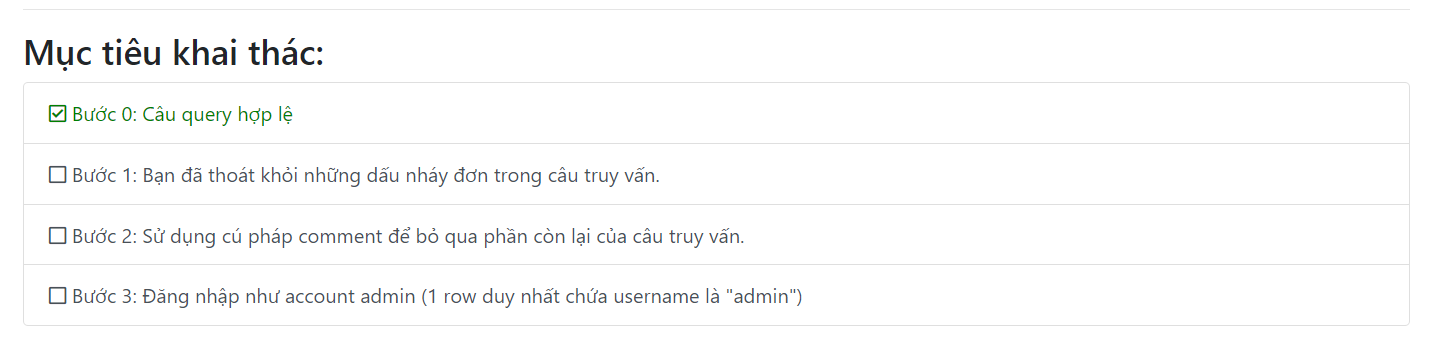 Mục tiêu khai thác:
Bước 0: Câu query hợp lệ
Bước 1: Bạn đã thoát khỏi những dấu nháy đơn trong câu truy vấn.
Bước 2: Sử dụng cú pháp comment để bỏ qua phần còn lại của câu truy vấn.
Bước 3: Đăng nhập như account admin (1 row duy nhất chứa username là "admin")